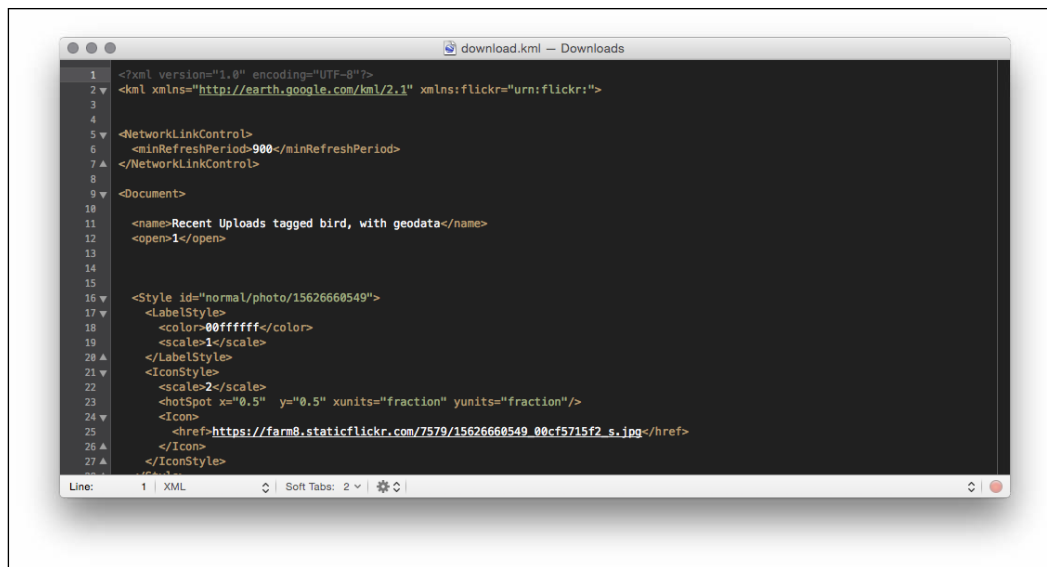 download.kml — Downloads
1 <?xml version="1.0" encoding="UTF-8"?>
2 <kml xmlns="http://earth.google.com/kml/2.1" xmlns:flickr="urn:flickr:">
3
4
5 <NetworkLinkControl>
6   <minRefreshPeriod>900</minRefreshPeriod>
7 </NetworkLinkControl>
8
9 <Document>
10
11   <name>Recent Uploads tagged bird, with geodata</name>
12   <open>1</open>
13
14
15
16   <Style id="normal/photo/15626660549">
17     <LabelStyle>
18       <color>00ffffff</color>
19       <scale>1</scale>
20     </LabelStyle>
21     <IconStyle>
22       <scale>2</scale>
23       <hotSpot x="0.5"  y="0.5" xunits="fraction" yunits="fraction"/>
24       <Icon>
25         <href>https://farm8.staticflickr.com/7579/15626660549_00cf5715f2_s.jpg</href>
26       </Icon>
27     </IconStyle>
Line: 1 XML Soft Tabs: 2